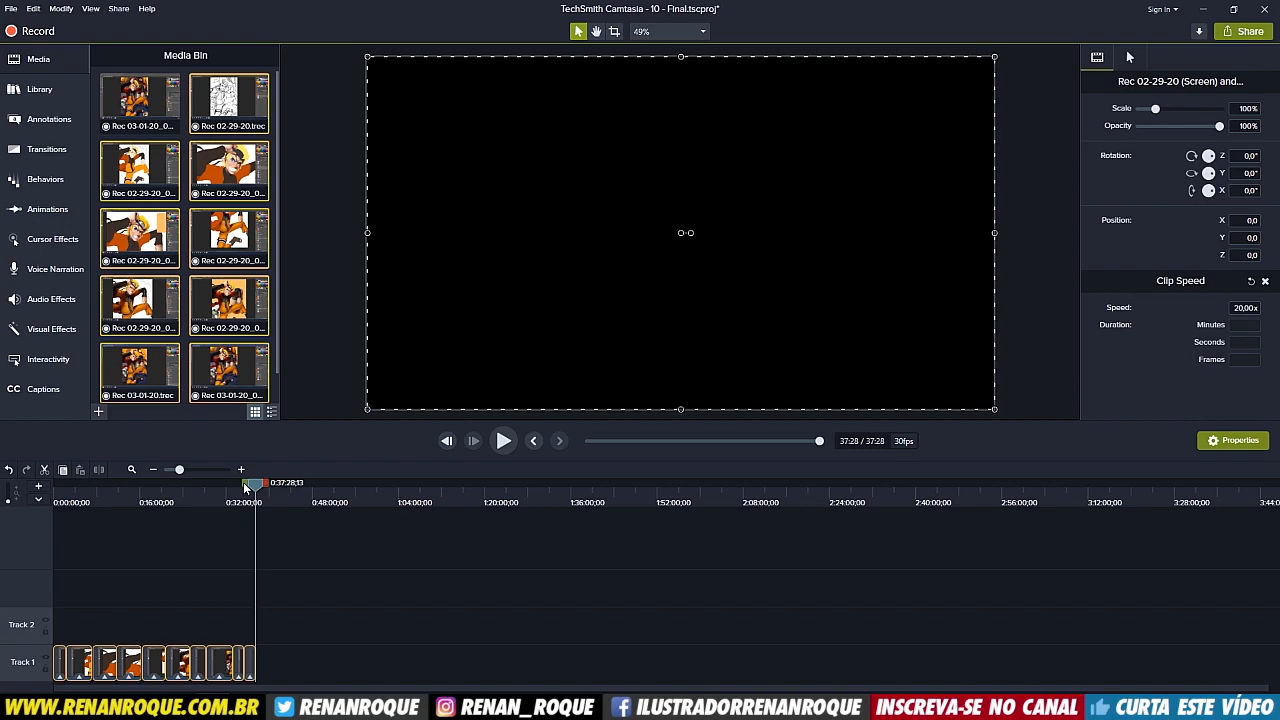 File Edit Modify View Share Help
TechSmith Camtasia - 10 - Final.tscproj*
Sign In
Record
49%
Share
Media
Library
Annotations
Transitions
Behaviors
Animations
Cursor Effects
Voice Narration
Audio Effects
Visual Effects
Interactivity
CC Captions
Media Bin
Rec 03-01-20_0... Rec 02-29-20.trec
Rec 02-29-20_0... Rec 02-29-20_0...
Rec 02-29-20_0... Rec 02-29-20_0...
Rec 02-29-20_0... Rec 02-29-20_0...
Rec 03-01-20.trec Rec 03-01-20_0...
Rec 02-29-20 (Screen) and...
Scale 100%
Opacity 100%
Rotation: Z 0,0°
Y 0,0°
X 0,0°
Position: X 0,0
Y 0,0
Z 0,0
Clip Speed
Speed: 20,00x
Duration: Minutes
Seconds
Frames
37:28 / 37:28 30fps
Properties
0:37:28;13
0:00:00;00 0:16:00;00 0:32:00;00 0:48:00;00 1:04:00;00 1:20:00;00 1:36:00;00 1:52:00;00 2:08:00;00 2:24:00;00 2:40:00;00 2:56:00;00 3:12:00;00 3:28:00;00 3:44:0
Track 2
Track 1
WWW.RENANROQUE.COM.BR RENANROQUE RENAN_ROQUE ILUSTRADORRENANROQUE INSCREVA-SE NO CANAL CURTA ESTE VÍDEO